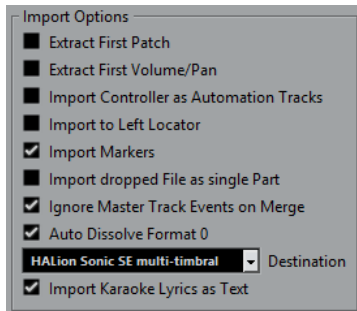 Import Options
Extract First Patch
Extract First Volume/Pan
Import Controller as Automation Tracks
Import to Left Locator
Import Markers
Import dropped File as single Part
Ignore Master Track Events on Merge
Auto Dissolve Format 0
HALion Sonic SE multi-timbral Destination
Import Karaoke Lyrics as Text